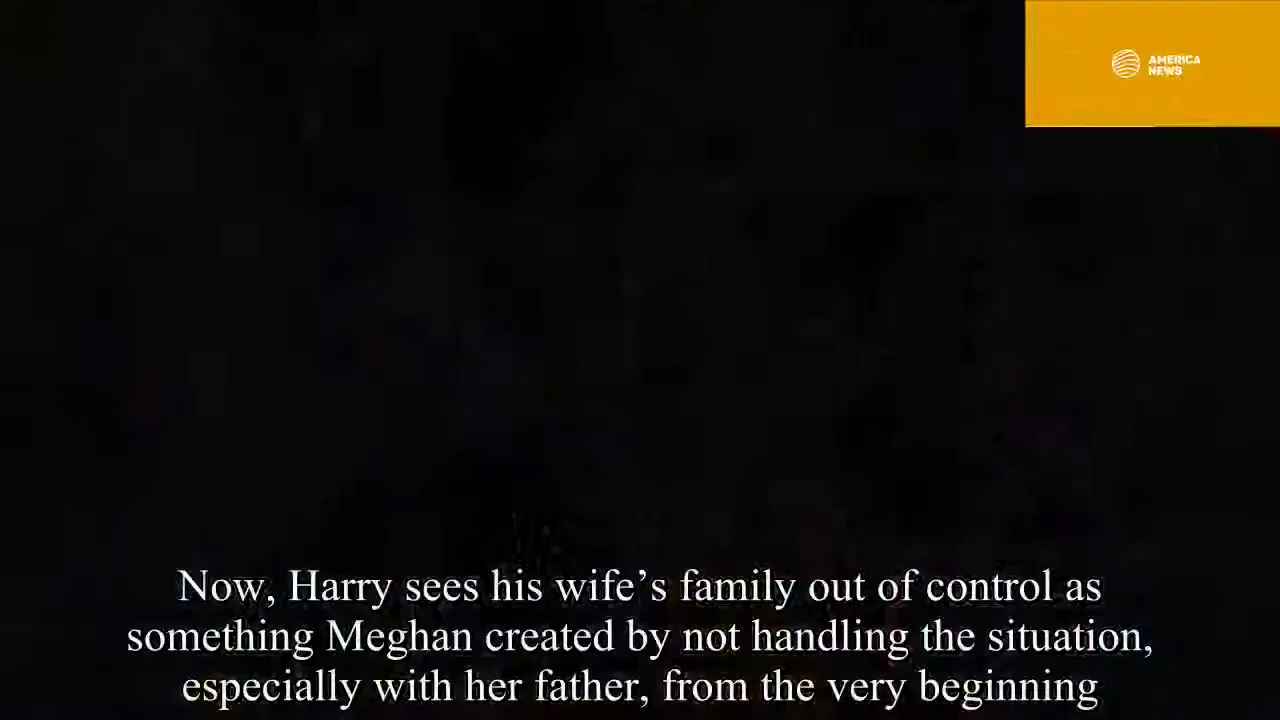 AMERICA
NEWS
Now, Harry sees his wife’s family out of control as
something Meghan created by not handling the situation,
especially with her father, from the very beginning